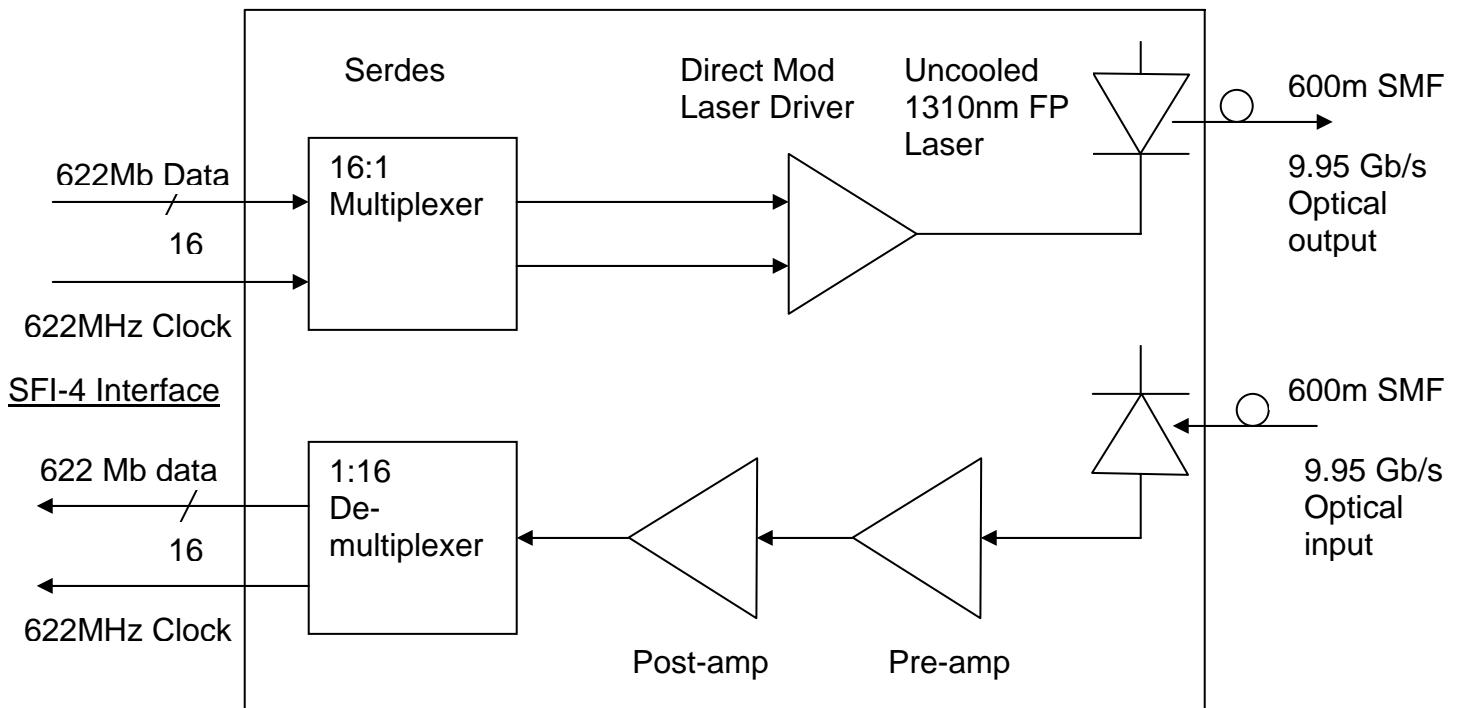 Serdes
Direct Mod
Laser Driver
Uncooled
1310nm FP
Laser
600m SMF
9.95 Gb/s
Optical
output
622Mb Data
16
16:1
Multiplexer
622MHz Clock
SFI-4 Interface
600m SMF
9.95 Gb/s
Optical
input
622 Mb data
16
1:16
De-
multiplexer
622MHz Clock
Post-amp
Pre-amp